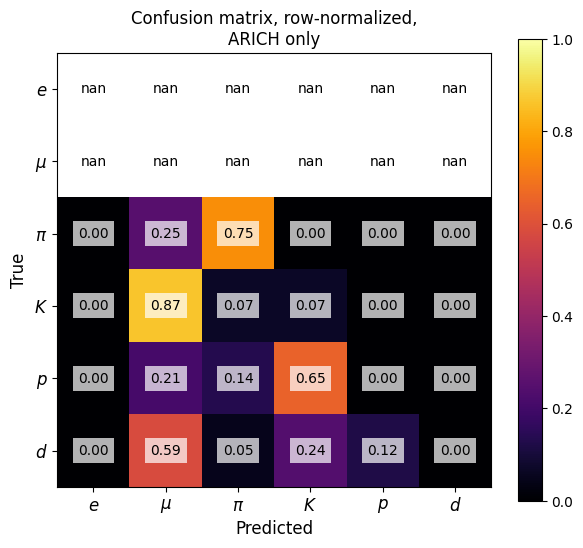 Confusion matrix, row-normalized,
ARICH only
True
e nan nan nan nan nan nan
μ nan nan nan nan nan nan
π 0.00 0.25 0.75 0.00 0.00 0.00
K 0.00 0.87 0.07 0.07 0.00 0.00
p 0.00 0.21 0.14 0.65 0.00 0.00
d 0.00 0.59 0.05 0.24 0.12 0.00
e μ π K p d
Predicted
1.0
0.8
0.6
0.4
0.2
0.0